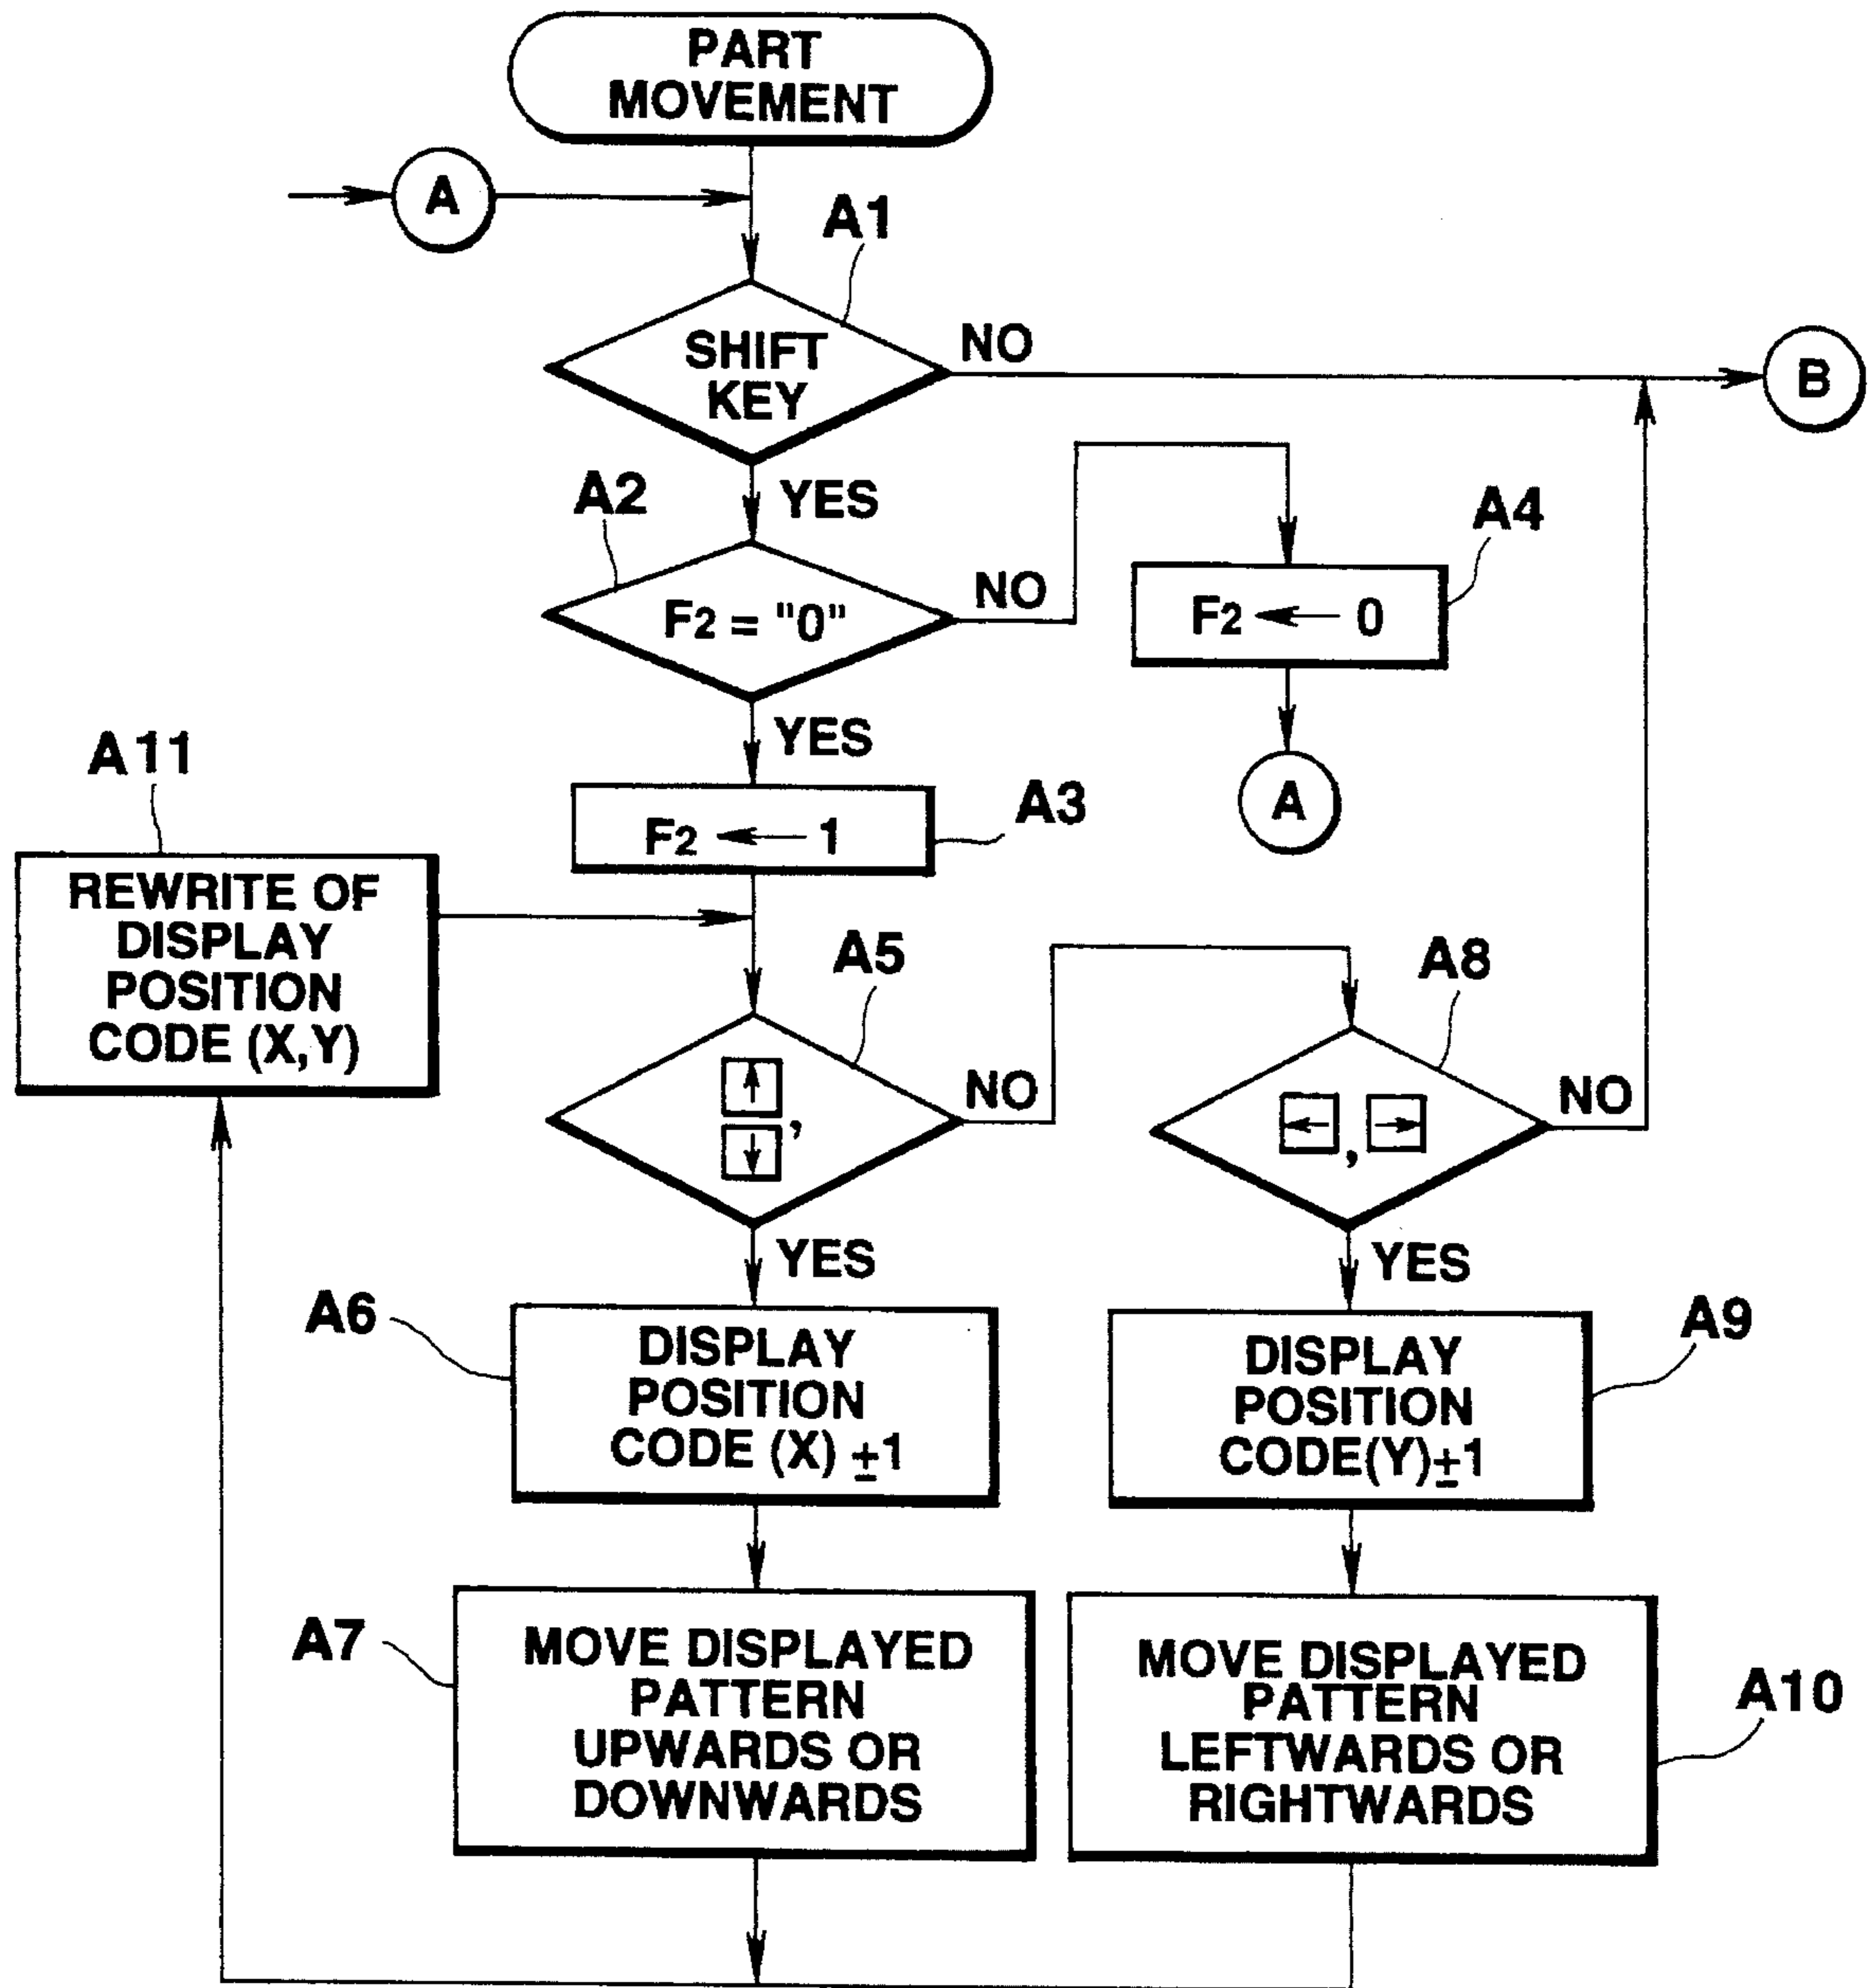 PART
MOVEMENT
A
A1
SHIFT
KEY
NO
B
YES
A2
F2 = "0"
NO
A4
F2 ← 0
A
YES
A3
F2 ← 1
A11
REWRITE OF
DISPLAY
POSITION
CODE (X,Y)
A5
↑,
↓
NO
A8
←, →
NO
YES
YES
A6
DISPLAY
POSITION
CODE (X) ±1
A9
DISPLAY
POSITION
CODE(Y)±1
A7
MOVE DISPLAYED
PATTERN
UPWARDS OR
DOWNWARDS
MOVE DISPLAYED
PATTERN
LEFTWARDS OR
RIGHTWARDS
A10